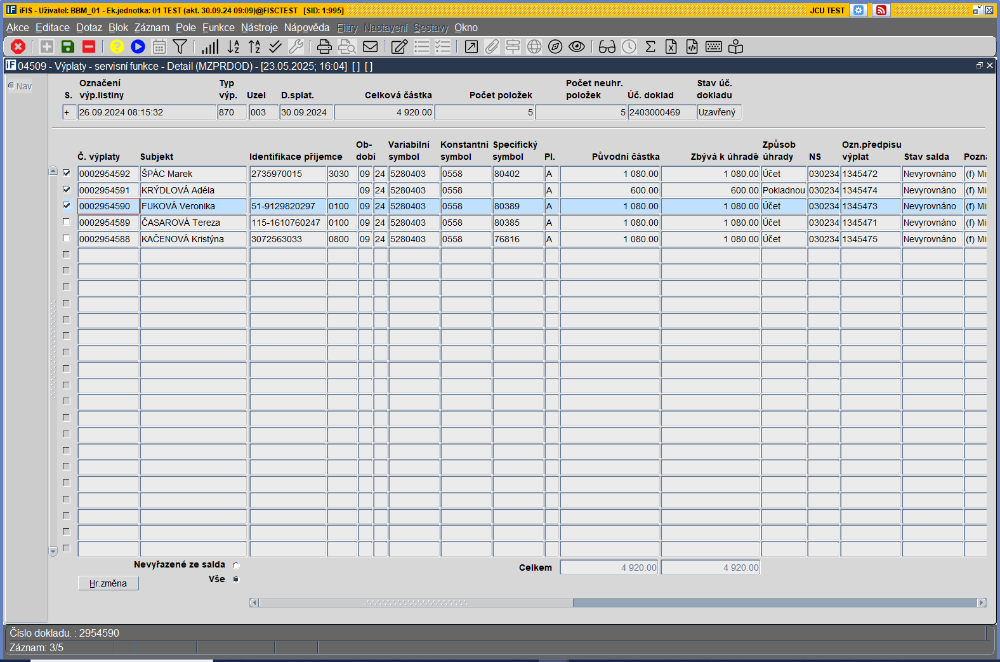 iFIS - Uživatel: BBM_01 - Ek.jednotka: 01 TEST (akt. 30.09.24 09:09)@FISCTEST [SID: 1:995] JCU TEST
Akce Editace Dotaz Blok Záznam Pole Funkce Nástroje Nápověda Filtry Nastavení Sestavy Okno
iF 04509 - Výplaty - servisní funkce - Detail (MZPRDOD) - [23.05.2025; 16:04] [ ] [ ]
Nav
Označení Typ Počet neuhr. Stav úč.
S. výp.listiny výp. Uzel D.splat. Celková částka Počet položek položek Úč. doklad dokladu
+ 26.09.2024 08:15:32 870 003 30.09.2024 4 920.00 5 5 2403000469 Uzavřený
Ob- Variabilní Konstantní Specifický Způsob Ozn.předpisu
Č. výplaty Subjekt Identifikace příjemce dobí symbol symbol symbol Pl. Původní částka Zbývá k úhradě úhrady NS výplat Stav salda Pozná
0002954592 ŠPÁC Marek 2735970015 3030 09 24 5280403 0558 80402 A 1 080.00 1 080.00 Účet 030234 1345472 Nevyrovnáno (f) Mi
0002954591 KRÝDLOVÁ Adéla 09 24 5280403 0558 A 600.00 600.00 Pokladnou 030234 1345474 Nevyrovnáno (f) Mi
0002954590 FUKOVÁ Veronika 51-9129820297 0100 09 24 5280403 0558 80389 A 1 080.00 1 080.00 Účet 030234 1345473 Nevyrovnáno (f) Mi
0002954589 ČASAROVÁ Tereza 115-1610760247 0100 09 24 5280403 0558 80385 A 1 080.00 1 080.00 Účet 030234 1345471 Nevyrovnáno (f) Mi
0002954588 KAČENOVÁ Kristýna 3072563033 0800 09 24 5280403 0558 76816 A 1 080.00 1 080.00 Účet 030234 1345475 Nevyrovnáno (f) Mi
Nevyřazené ze salda
Celkem 4 920.00 4 920.00
Vše
Hr.změna
Číslo dokladu. : 2954590
Záznam: 3/5